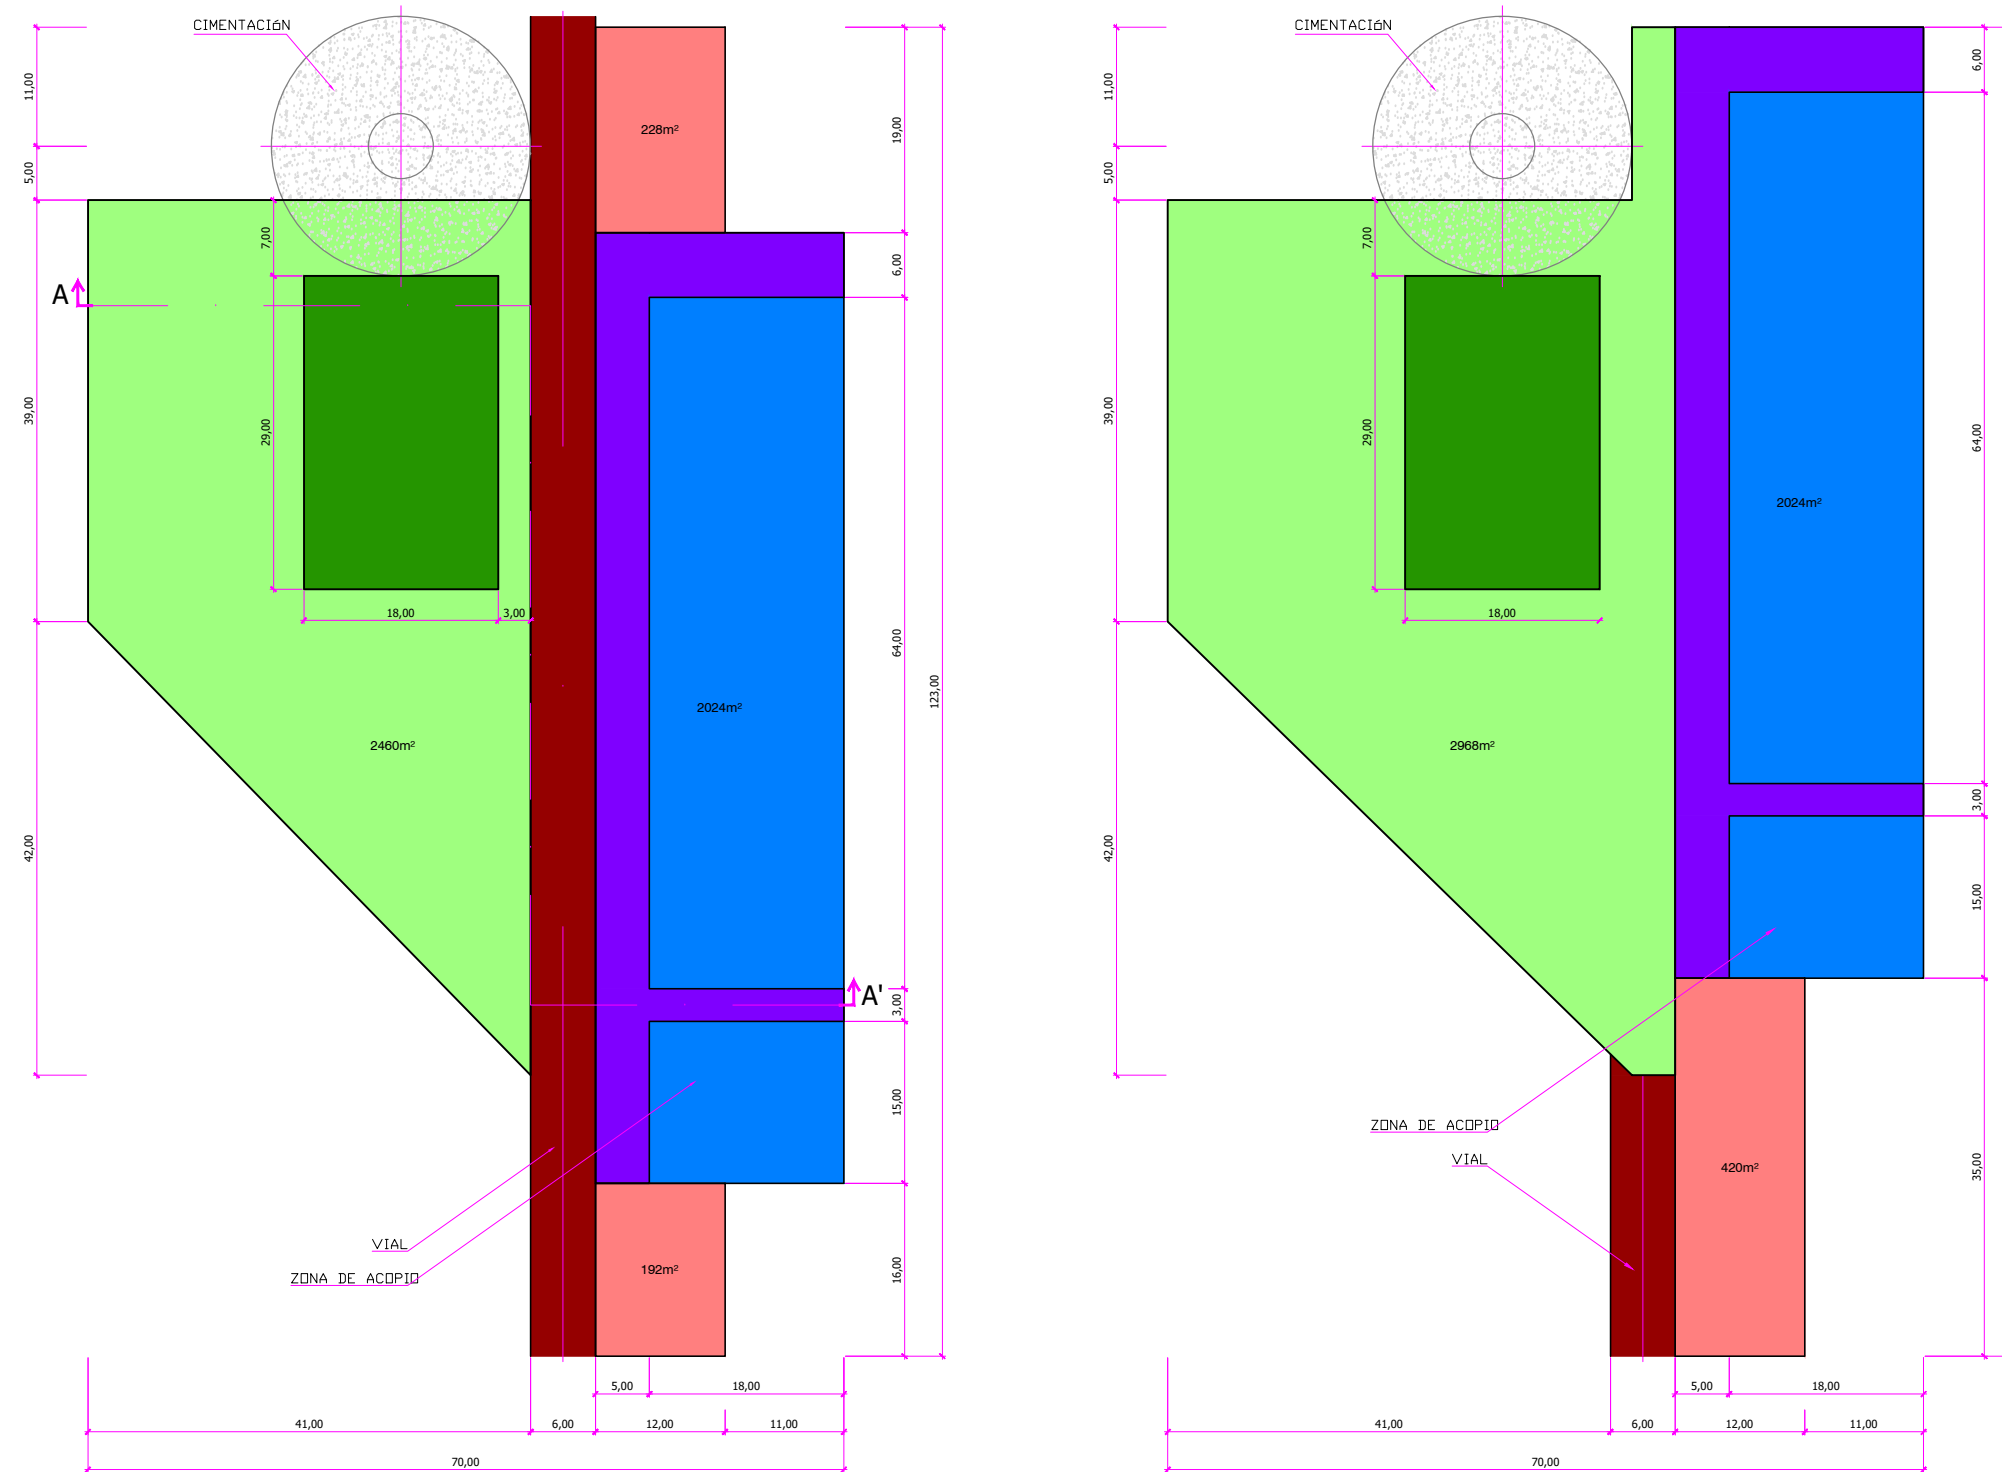 CIMENTACIóN
11,00
5,00
39,00
42,00
7,00
29,00
18,00
3,00
A
A'
228m²
2460m²
2024m²
192m²
19,00
6,00
64,00
3,00
15,00
16,00
123,00
VIAL
ZONA DE ACOPIO
5,00
18,00
41,00
6,00
12,00
11,00
70,00
CIMENTACIóN
11,00
5,00
39,00
42,00
7,00
29,00
18,00
2968m²
2024m²
420m²
6,00
64,00
3,00
15,00
35,00
ZONA DE ACOPIO
VIAL
5,00
18,00
41,00
6,00
12,00
11,00
70,00